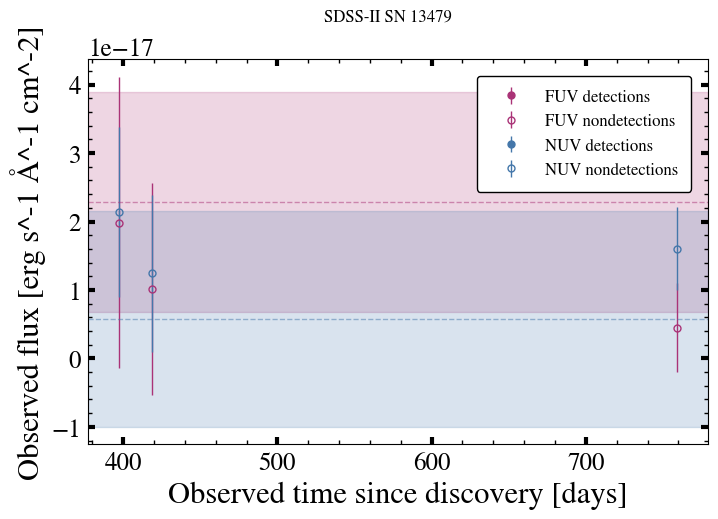 SDSS-II SN 13479
1e−17
Observed flux [erg s^-1 Å^-1 cm^-2]
4
3
2
1
0
−1
FUV detections
FUV nondetections
NUV detections
NUV nondetections
400
500
600
700
Observed time since discovery [days]